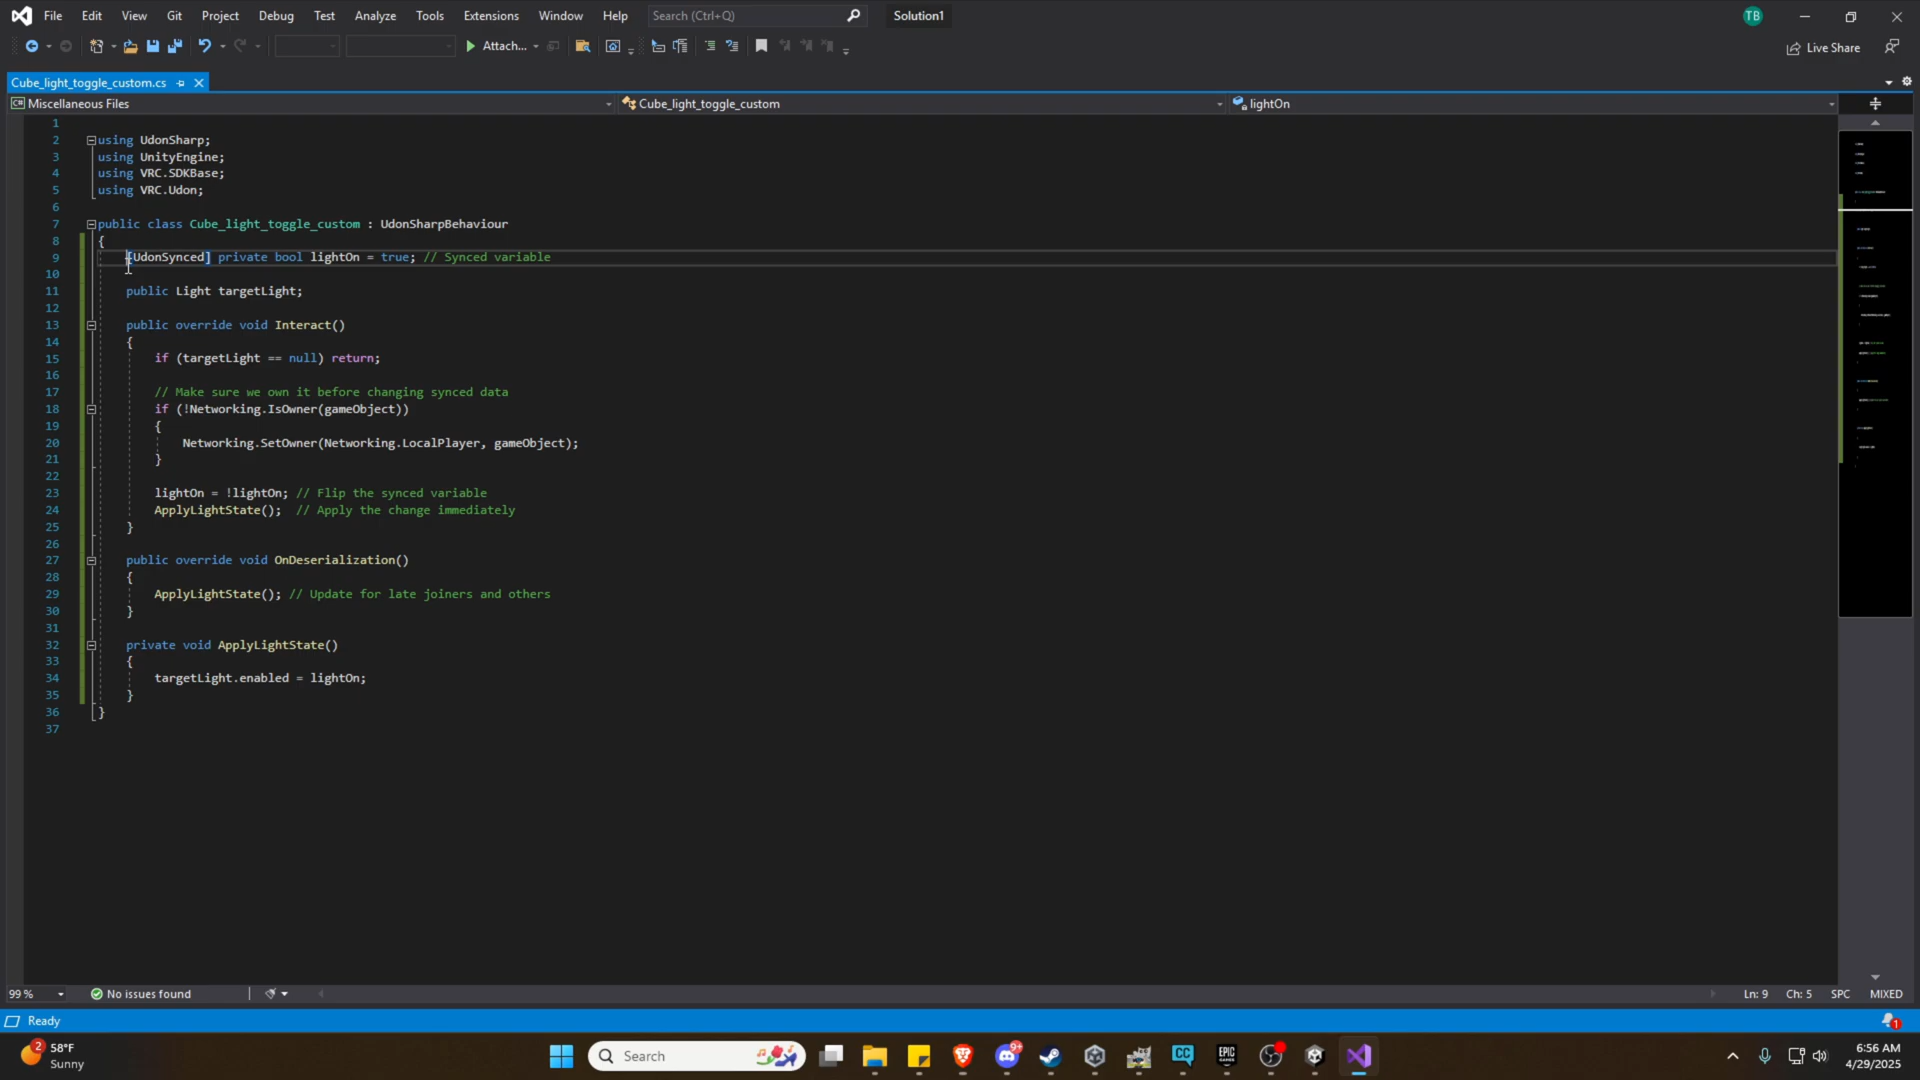 File Edit View Git Project Debug Test Analyze Tools Extensions Window Help Search (Ctrl+Q) Solution1 TB
Attach... Live Share
Cube_light_toggle_custom.cs
C# Miscellaneous Files Cube_light_toggle_custom lightOn
1
2 using UdonSharp;
3 using UnityEngine;
4 using VRC.SDKBase;
5 using VRC.Udon;
6
7 public class Cube_light_toggle_custom : UdonSharpBehaviour
8 {
9 [UdonSynced] private bool lightOn = true; // Synced variable
10
11 public Light targetLight;
12
13 public override void Interact()
14 {
15 if (targetLight == null) return;
16
17 // Make sure we own it before changing synced data
18 if (!Networking.IsOwner(gameObject))
19 {
20 Networking.SetOwner(Networking.LocalPlayer, gameObject);
21 }
22
23 lightOn = !lightOn; // Flip the synced variable
24 ApplyLightState(); // Apply the change immediately
25 }
26
27 public override void OnDeserialization()
28 {
29 ApplyLightState(); // Update for late joiners and others
30 }
31
32 private void ApplyLightState()
33 {
34 targetLight.enabled = lightOn;
35 }
36 }
37
99 % No issues found Ln: 9 Ch: 5 SPC MIXED
Ready 1
2 58°F
Sunny
Search 9+ CC EPIC GAMES
6:56 AM
4/29/2025